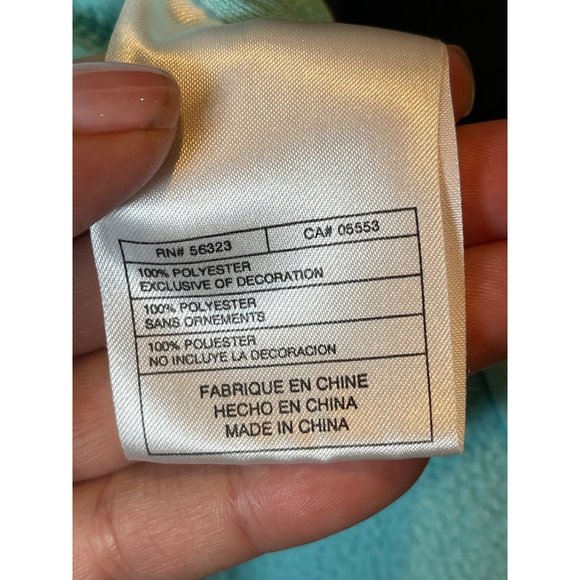 RN# 56323 CA# 05553
100% POLYESTER
EXCLUSIVE OF DECORATION
100% POLYESTER
SANS ORNEMENTS
100% POLIESTER
NO INCLUYE LA DECORACION
FABRIQUE EN CHINE
HECHO EN CHINA
MADE IN CHINA